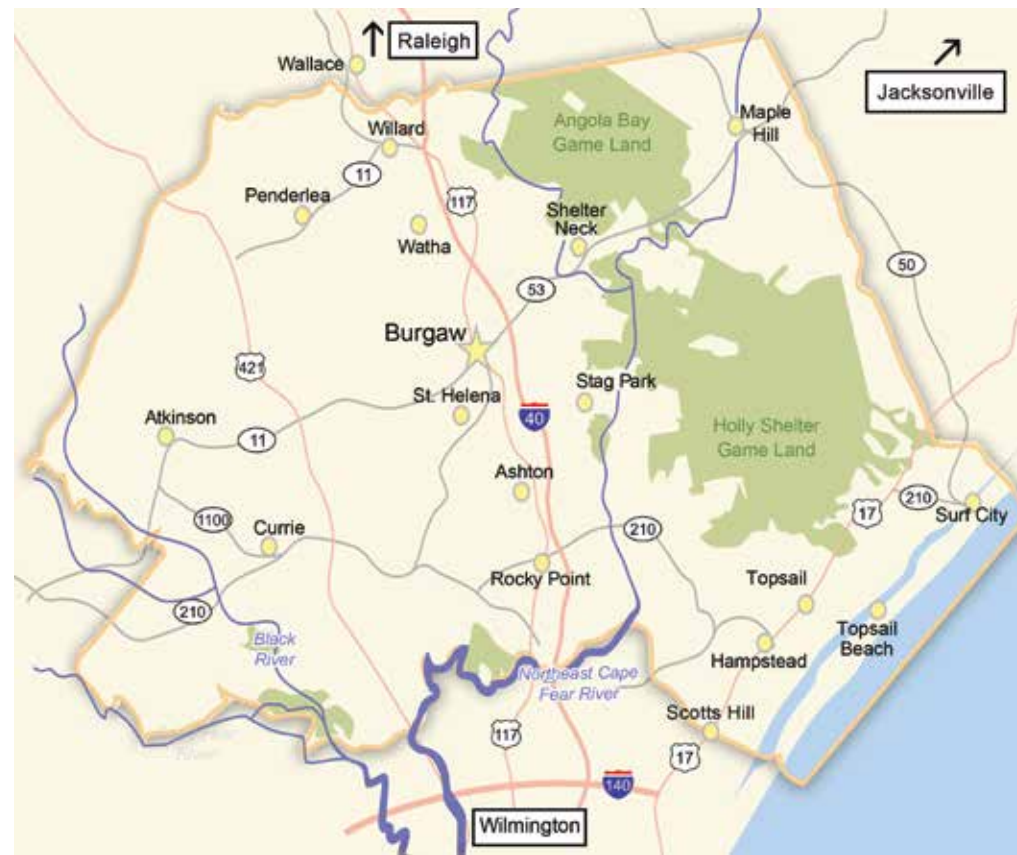 Raleigh
Wallace
Jacksonville
Maple
Hill
Angola Bay
Game Land
Willard
11
Penderlea
117
Shelter
Neck
Watha
50
53
Burgaw
421
Stag Park
St. Helena
40
Atkinson
11
Holly Shelter
Game Land
Ashton
210
Surf City
17
1100
Currie
210
Rocky Point
Topsail
210
Topsail
Beach
Black
River
Hampstead
Northeast Cape
Fear River
Scotts Hill
117
17
140
Wilmington